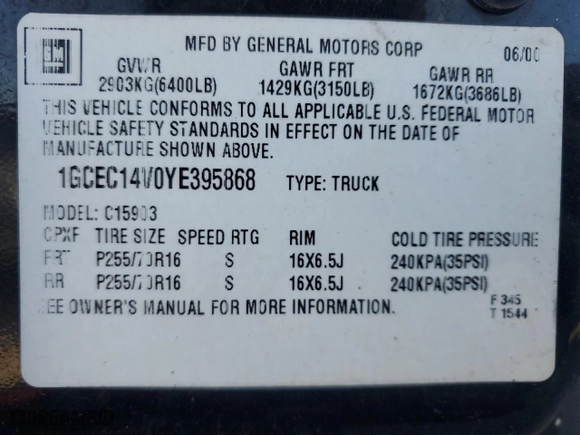 GM
MFD BY GENERAL MOTORS CORP 06/00
GVWR GAWR FRT GAWR RR
2903KG(6400LB) 1429KG(3150LB) 1672KG(3686LB)
THIS VEHICLE CONFORMS TO ALL APPLICABLE U.S. FEDERAL MOTOR
VEHICLE SAFETY STANDARDS IN EFFECT ON THE DATE OF
MANUFACTURE SHOWN ABOVE.
1GCEC14V0YE395868 TYPE: TRUCK
MODEL: C15903
TIRE SIZE SPEED RTG RIM COLD TIRE PRESSURE
FRT P255/70R16 S 16X6.5J 240KPA(35PSI)
RR P255/70R16 S 16X6.5J 240KPA(35PSI)
SEE OWNER'S MANUAL FOR MORE INFORMATION. F 345
T 1544